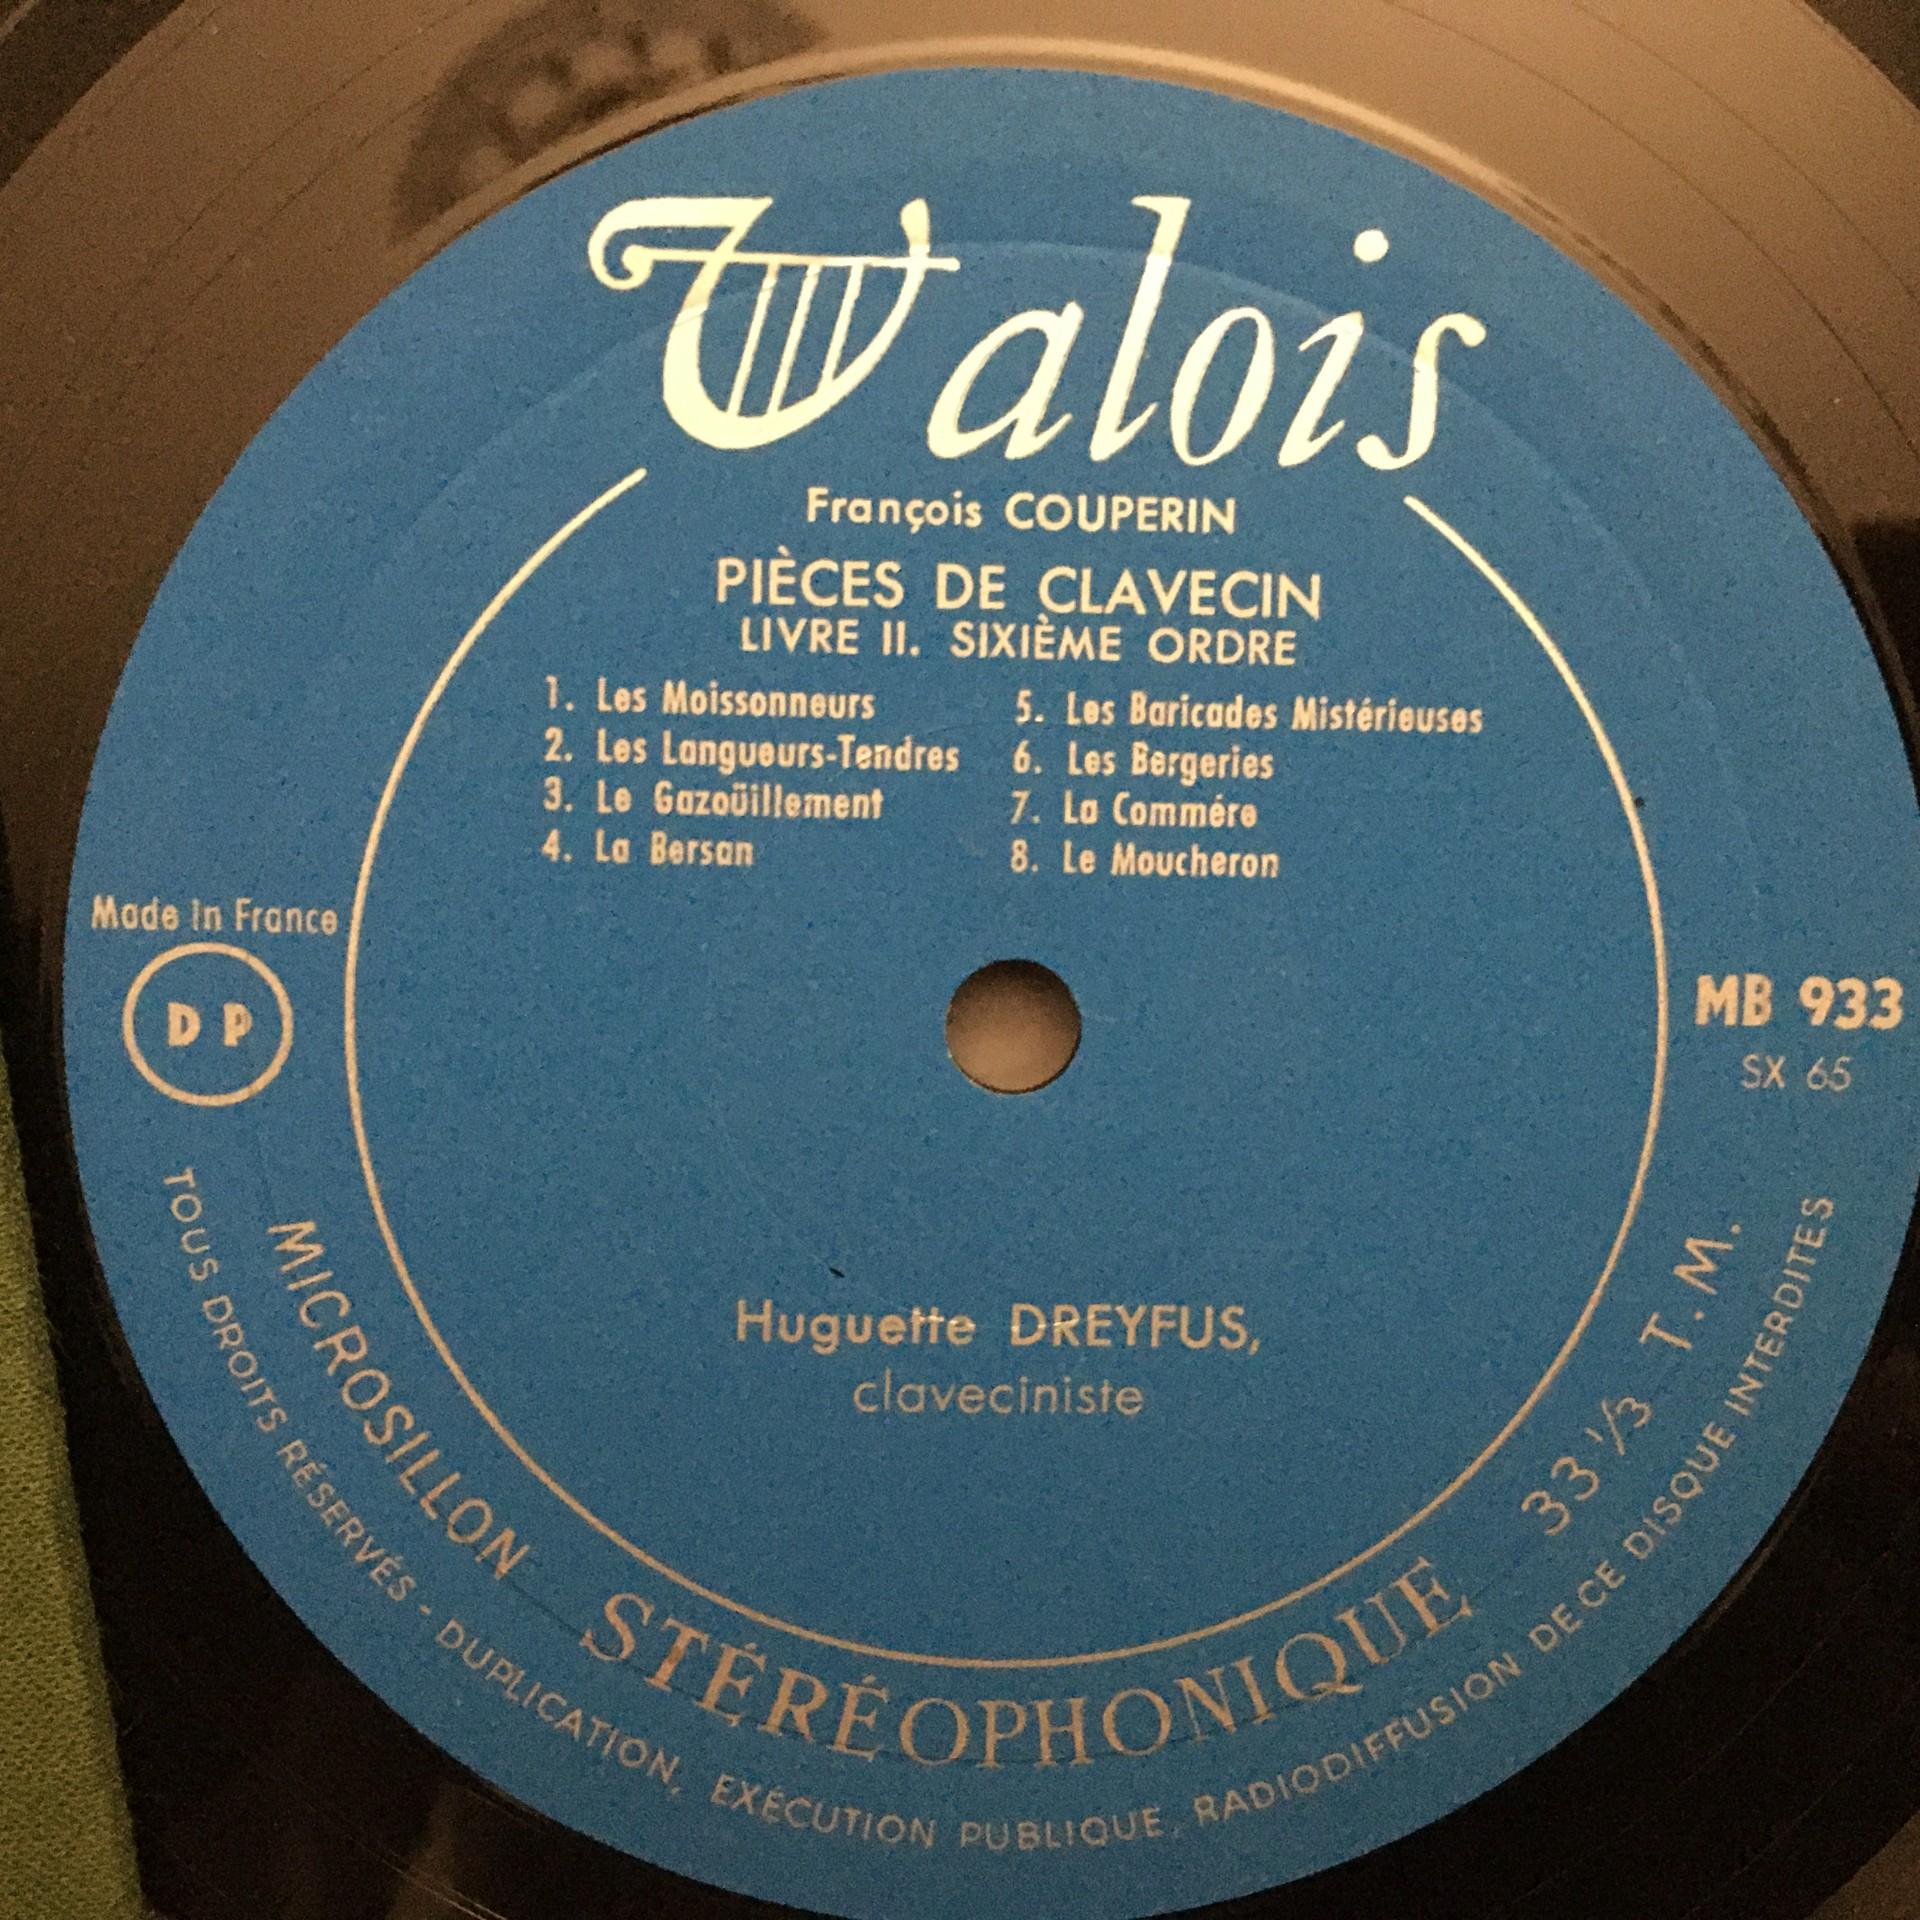 Valois
François COUPERIN
PIÈCES DE CLAVECIN
LIVRE II. SIXIÈME ORDRE
1. Les Moissonneurs
2. Les Langueurs-Tendres
3. Le Gazoüillement
4. La Bersan
5. Les Baricades Mistérieuses
6. Les Bergeries
7. La Commére
8. Le Moucheron
Made in France
DP
MB 933
SX 65
Huguette DREYFUS,
claveciniste
MICROSILLON STÉRÉOPHONIQUE 33 1/3 T.M.
TOUS DROITS RÉSERVÉS - DUPLICATION, EXÉCUTION PUBLIQUE, RADIODIFFUSION DE CE DISQUE INTERDITES